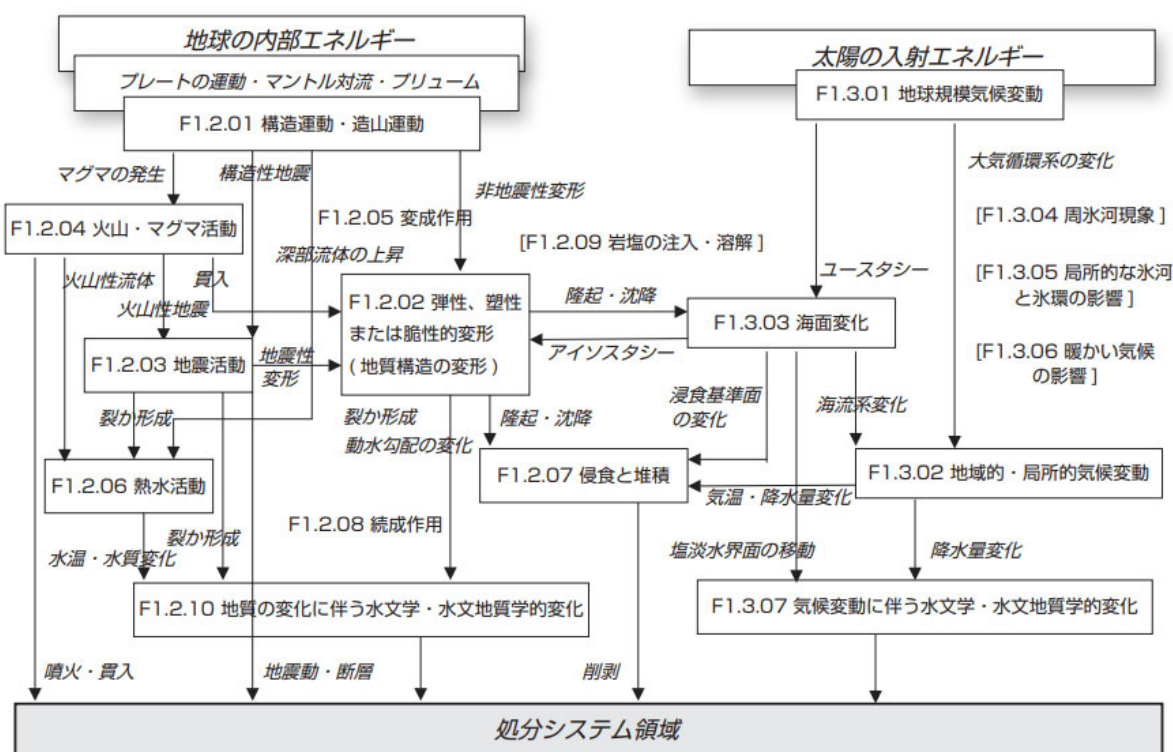 地球の内部エネルギー
プレートの運動・マントル対流・プリューム
F1.2.01 構造運動・造山運動
太陽の入射エネルギー
F1.3.01 地球規模気候変動
マグマの発生
構造性地震
非地震性変形
大気循環系の変化
F1.2.04 火山・マグマ活動
F1.2.05 変成作用
[F1.2.09 岩塩の注入・溶解 ]
[F1.3.04 周氷河現象 ]
深部流体の上昇
火山性流体
貫入
火山性地震
ユースタシー
[F1.3.05 局所的な氷河
と氷環の影響 ]
F1.2.02 弾性、塑性
または脆性的変形
( 地質構造の変形 )
隆起・沈降
F1.3.03 海面変化
アイソスタシー
[F1.3.06 暖かい気候
の影響 ]
F1.2.03 地震活動
地震性
変形
裂か形成
裂か形成
動水勾配の変化
隆起・沈降
浸食基準面
の変化
海流系変化
F1.2.06 熱水活動
F1.2.07 侵食と堆積
F1.3.02 地域的・局所的気候変動
気温・降水量変化
F1.2.08 続成作用
裂か形成
水温・水質変化
塩淡水界面の移動
降水量変化
F1.2.10 地質の変化に伴う水文学・水文地質学的変化
F1.3.07 気候変動に伴う水文学・水文地質学的変化
噴火・貫入
地震動・断層
削剥
処分システム領域